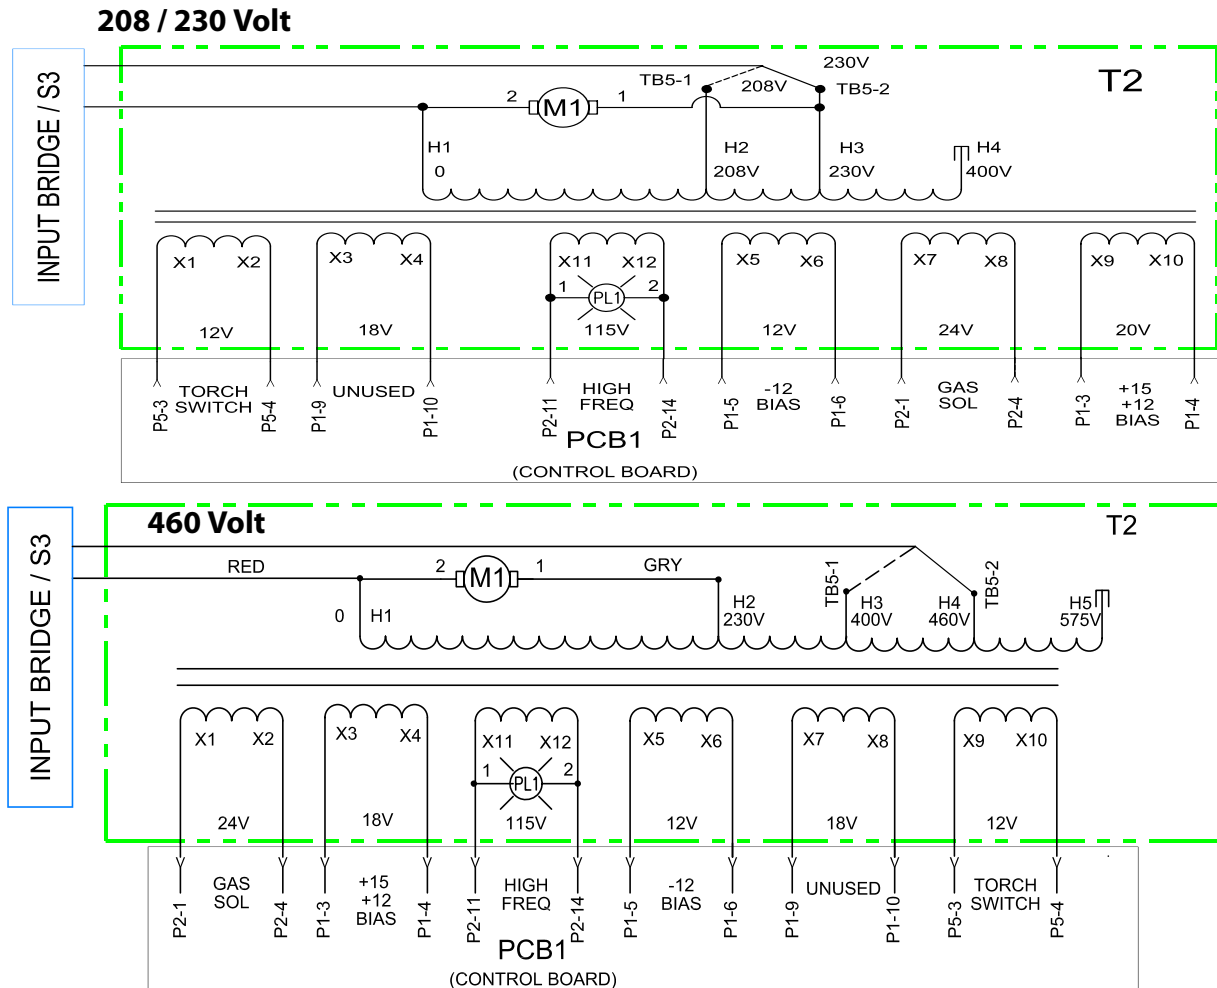 208 / 230 Volt
INPUT BRIDGE / S3
230V
T2
TB5-1
208V
TB5-2
2
M1
1
H1
0
H2
208V
H3
230V
H4
400V
X1
X2
X3
X4
X11
X12
X5
X6
X7
X8
X9
X10
1
PL1
2
12V
18V
115V
12V
24V
20V
P5-3
TORCH
SWITCH
P5-4
P1-9
UNUSED
P1-10
P2-11
HIGH
FREQ
P2-14
P1-5
-12
BIAS
P1-6
P2-1
GAS
SOL
P2-4
P1-3
+15
+12
BIAS
P1-4
PCB1
(CONTROL BOARD)
460 Volt
T2
INPUT BRIDGE / S3
RED
2
M1
1
GRY
TB5-1
TB5-2
0
H1
H2
230V
H3
400V
H4
460V
H5
575V
X1
X2
X3
X4
X11
X12
X5
X6
X7
X8
X9
X10
1
PL1
2
24V
18V
115V
12V
18V
12V
P2-1
GAS
SOL
P2-4
P1-3
+15
+12
BIAS
P1-4
P2-11
HIGH
FREQ
P2-14
P1-5
-12
BIAS
P1-6
P1-9
UNUSED
P1-10
P5-3
TORCH
SWITCH
P5-4
PCB1
(CONTROL BOARD)